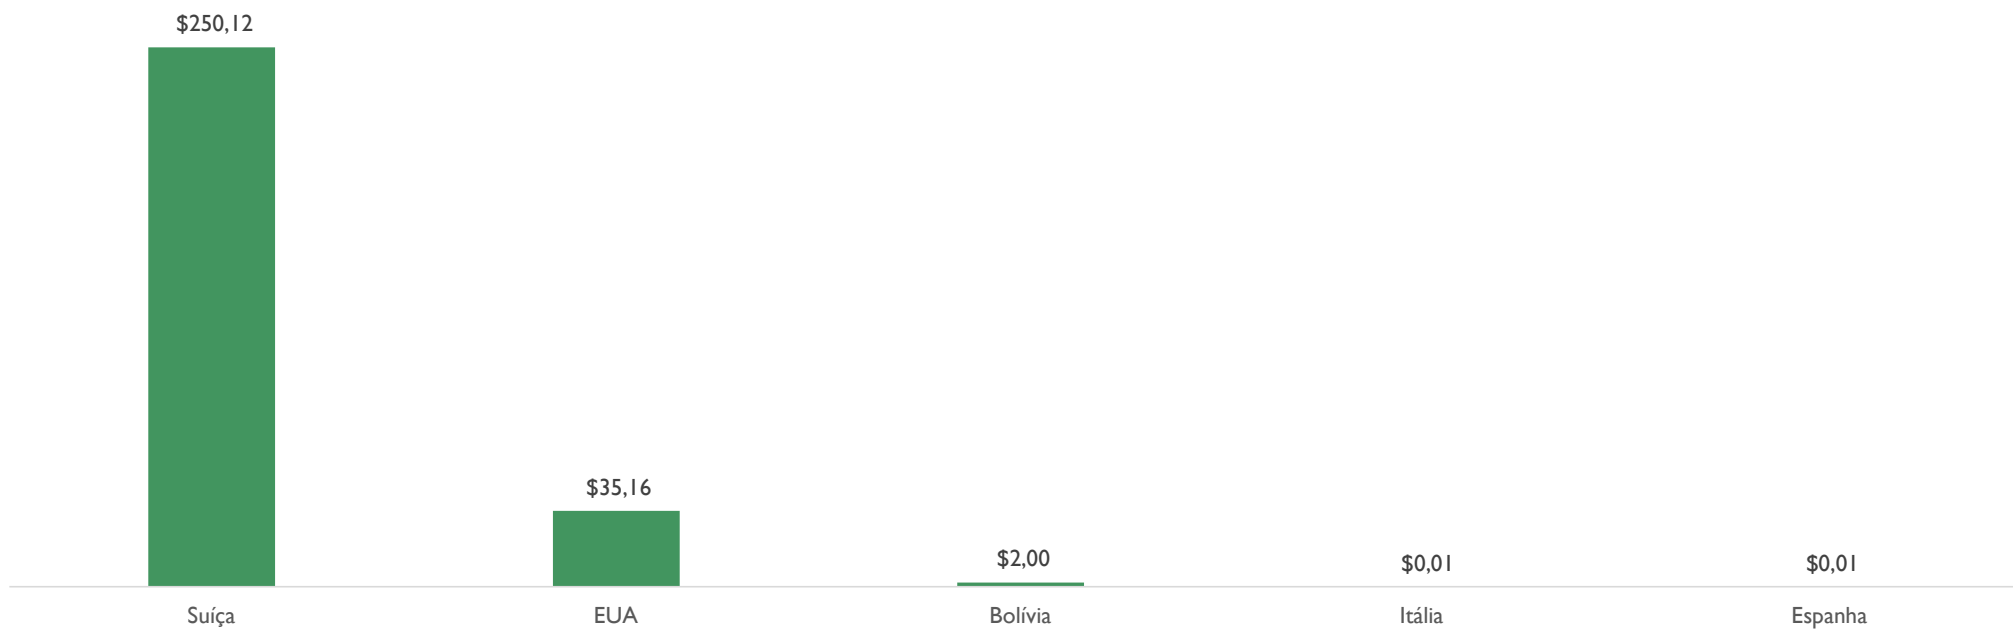 $250,12
$35,16
$2,00
$0,01
$0,01
Suíça
EUA
Bolívia
Itália
Espanha